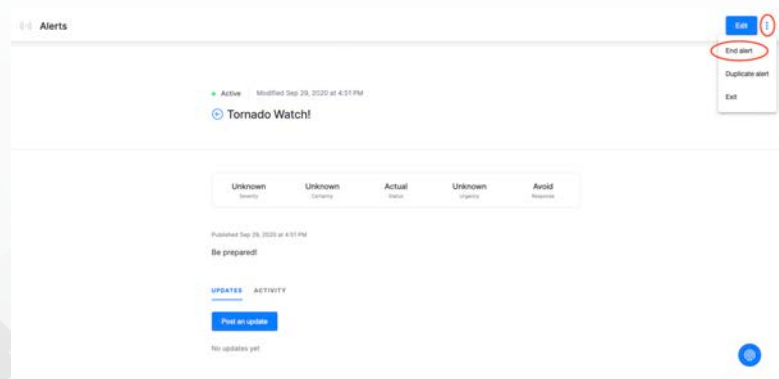 Alerts
Edit
End alert
Duplicate alert
Exit
Active Modified Sep 29, 2020 at 4:51 PM
Tornado Watch!
Unknown Unknown Actual Unknown Avoid
Severity Certainty Status Urgency Response
Published Sep 29, 2020 at 4:51 PM
Be prepared!
UPDATES ACTIVITY
Post an update
No updates yet